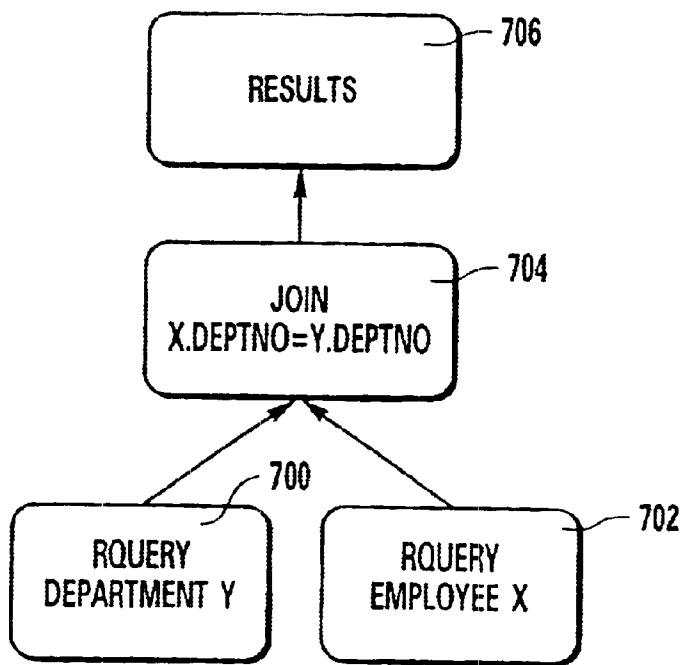 706
RESULTS
704
JOIN
X.DEPTNO=Y.DEPTNO
700
RQUERY
DEPARTMENT Y
702
RQUERY
EMPLOYEE X